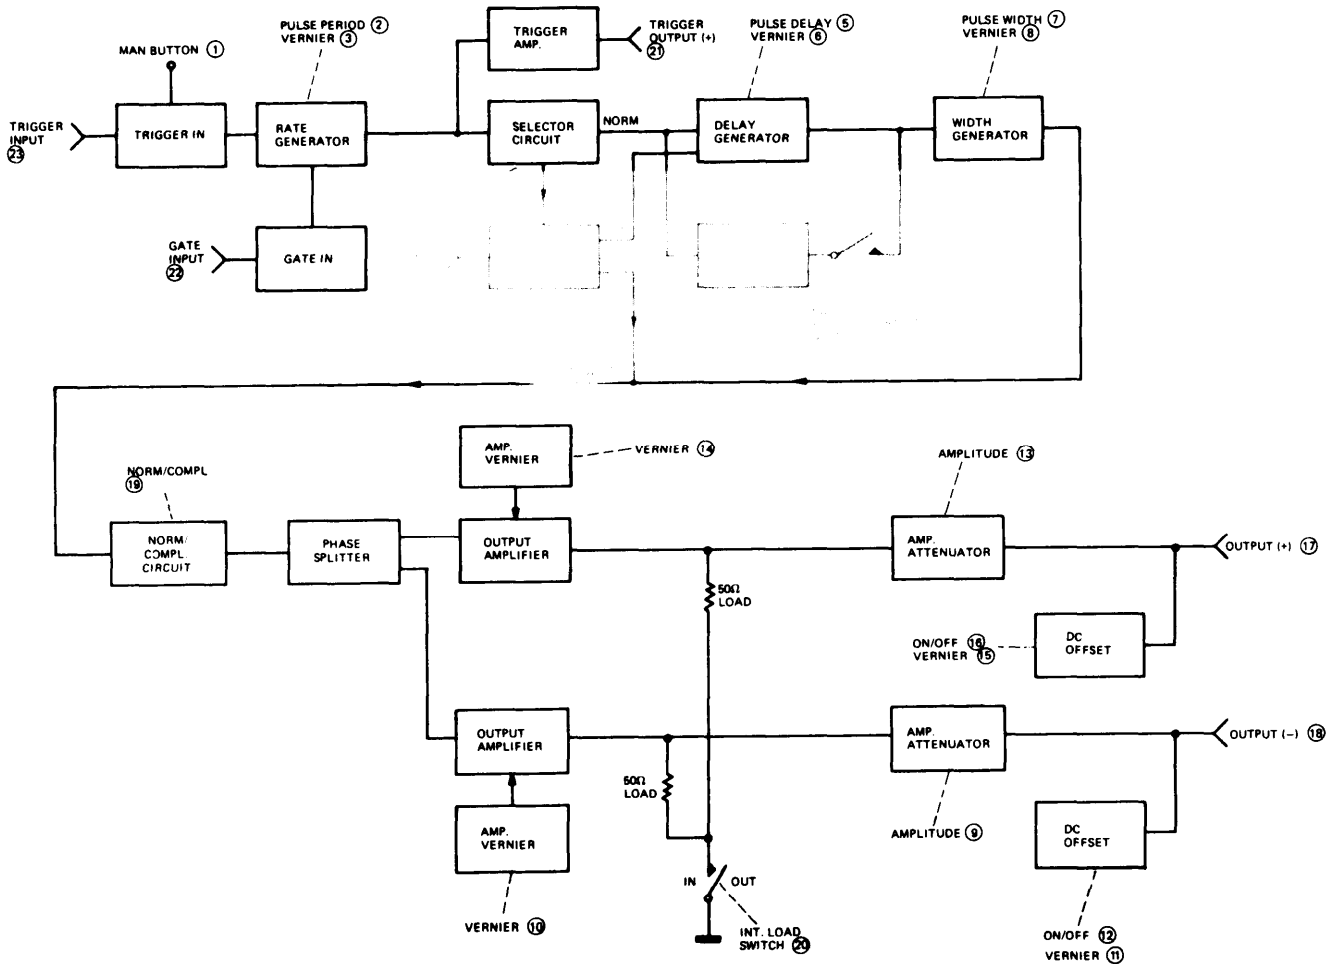 MAN BUTTON 1
PULSE PERIOD 2
VERNIER 3
TRIGGER
AMP.
TRIGGER
OUTPUT (+)
21
PULSE DELAY 5
VERNIER 6
PULSE WIDTH 7
VERNIER 8
TRIGGER
INPUT
23
TRIGGER IN
RATE
GENERATOR
SELECTOR
CIRCUIT
NORM
DELAY
GENERATOR
WIDTH
GENERATOR
GATE
INPUT
22
GATE IN
NORM/COMPL
19
AMP.
VERNIER
VERNIER 14
AMPLITUDE 13
NORM/
COMPL.
CIRCUIT
PHASE
SPLITTER
OUTPUT
AMPLIFIER
AMP.
ATTENUATOR
OUTPUT (+) 17
50Ω
LOAD
ON/OFF 16
VERNIER 15
DC
OFFSET
OUTPUT
AMPLIFIER
AMP.
ATTENUATOR
OUTPUT (–) 18
50Ω
LOAD
AMP.
VERNIER
AMPLITUDE 9
DC
OFFSET
IN OUT
VERNIER 10
INT. LOAD
SWITCH 20
ON/OFF 12
VERNIER 11